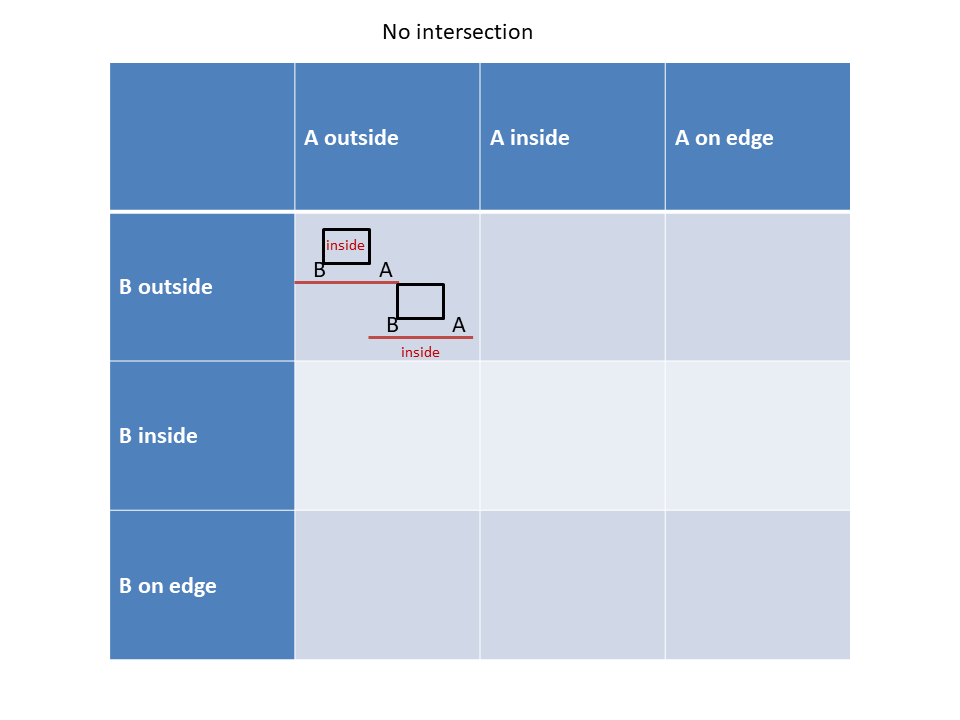 No intersection
A outside
A inside
A on edge
B outside
inside
B A
B A
inside
B inside
B on edge